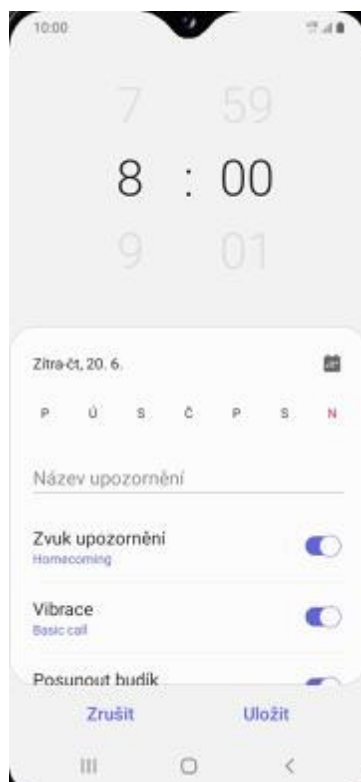 10:00
7 59
8 : 00
9 01
Zítra-čt, 20. 6.
P Ú S Č P S N
Název upozornění
Zvuk upozornění
Homecoming
Vibrace
Basic call
Posunout budík
Zrušit Uložit